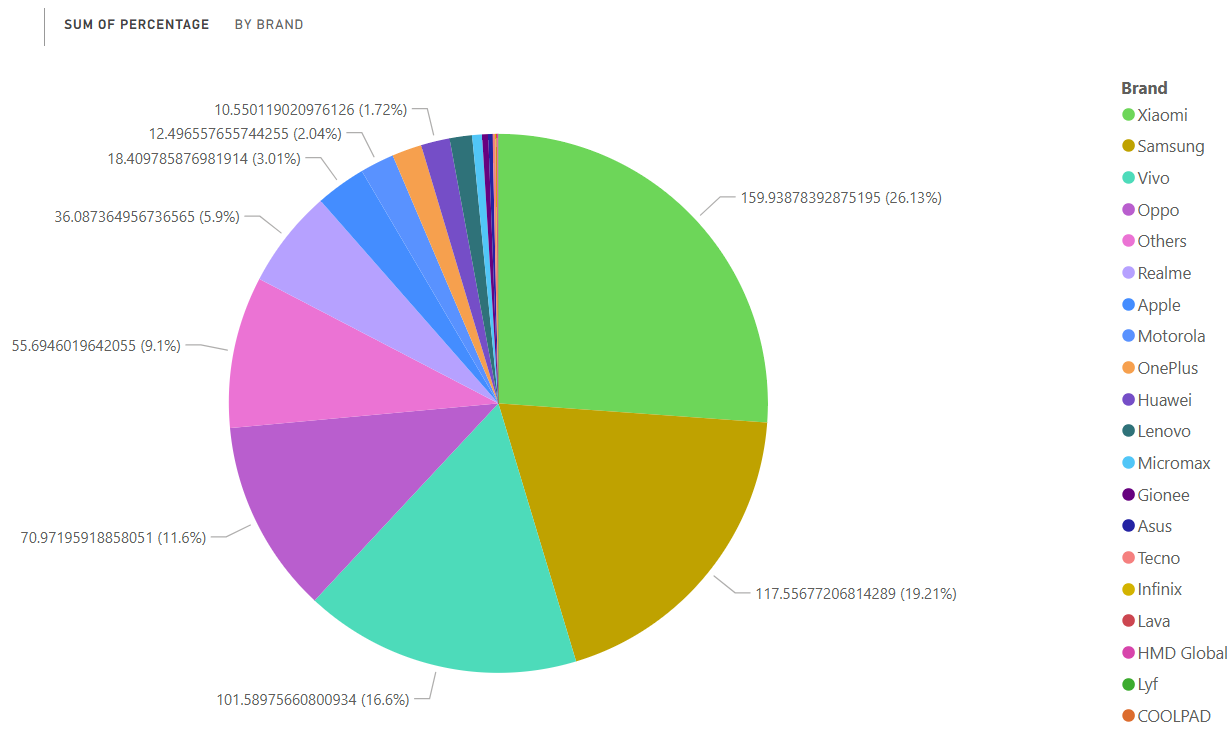 SUM OF PERCENTAGE BY BRAND
10.550119020976126 (1.72%)
12.496557655744255 (2.04%)
18.409785876981914 (3.01%)
36.087364956736565 (5.9%)
55.6946019642055 (9.1%)
70.97195918858051 (11.6%)
101.58975660800934 (16.6%)
159.93878392875195 (26.13%)
117.55677206814289 (19.21%)
Brand
Xiaomi
Samsung
Vivo
Oppo
Others
Realme
Apple
Motorola
OnePlus
Huawei
Lenovo
Micromax
Gionee
Asus
Tecno
Infinix
Lava
HMD Global
Lyf
COOLPAD